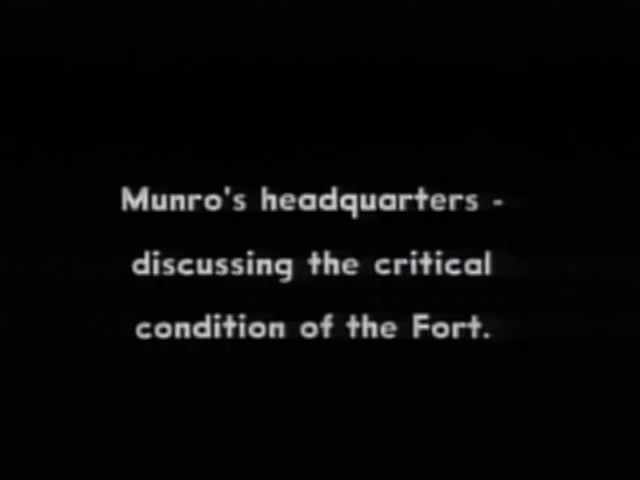 Munro's headquarters -
discussing the critical
condition of the Fort.